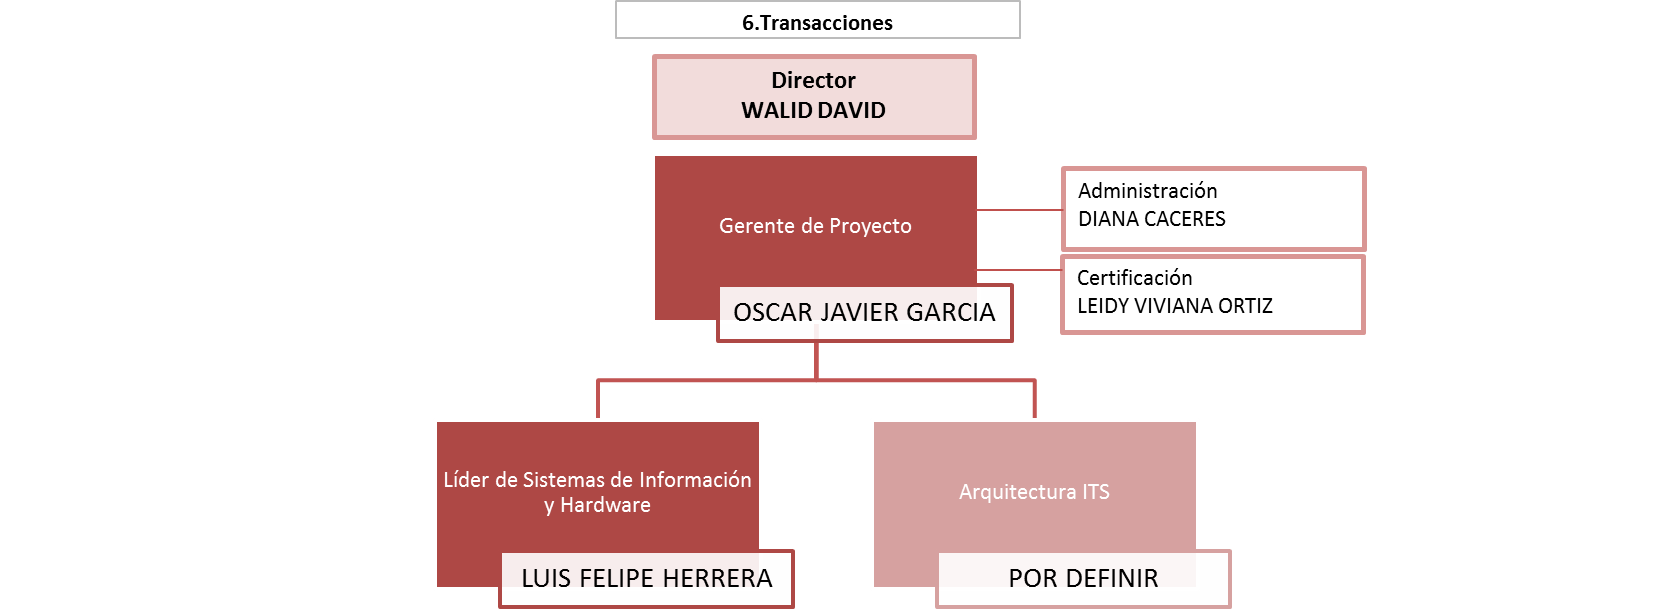 6.Transacciones
Director
WALID DAVID
Gerente de Proyecto
OSCAR JAVIER GARCIA
Administración
DIANA CACERES
Certificación
LEIDY VIVIANA ORTIZ
Líder de Sistemas de Información
y Hardware
LUIS FELIPE HERRERA
Arquitectura ITS
POR DEFINIR